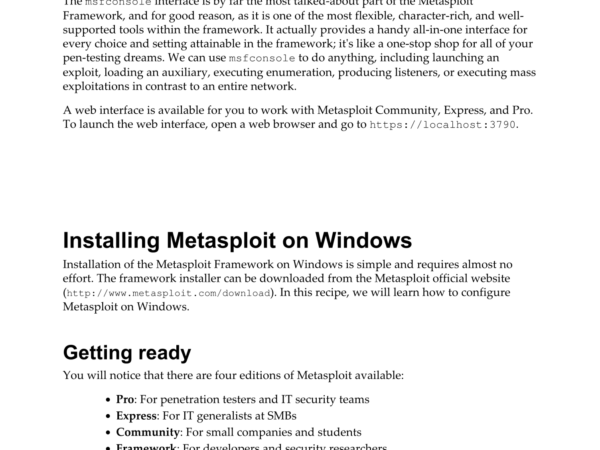 The msfconsole interface is by far the most talked-about part of the Metasploit
Framework, and for good reason, as it is one of the most flexible, character-rich, and well-
supported tools within the framework. It actually provides a handy all-in-one interface for
every choice and setting attainable in the framework; it's like a one-stop shop for all of your
pen-testing dreams. We can use msfconsole to do anything, including launching an
exploit, loading an auxiliary, executing enumeration, producing listeners, or executing mass
exploitations in contrast to an entire network.
A web interface is available for you to work with Metasploit Community, Express, and Pro.
To launch the web interface, open a web browser and go to https://localhost:3790.
Installing Metasploit on Windows
Installation of the Metasploit Framework on Windows is simple and requires almost no
effort. The framework installer can be downloaded from the Metasploit official website
(http://www.metasploit.com/download). In this recipe, we will learn how to configure
Metasploit on Windows.
Getting ready
You will notice that there are four editions of Metasploit available:
• Pro: For penetration testers and IT security teams
• Express: For IT generalists at SMBs
• Community: For small companies and students
• Framework: For developers and security researchers